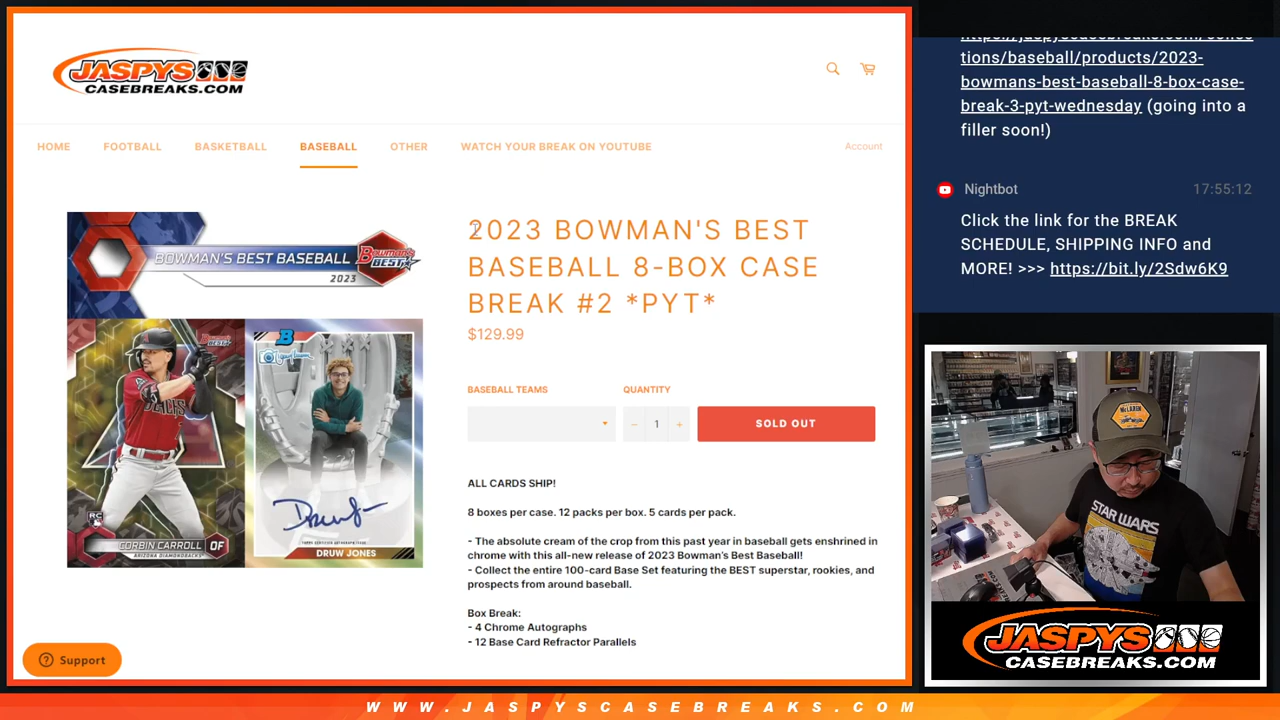 JASPYS
CASEBREAKS.COM
HOME FOOTBALL BASKETBALL BASEBALL OTHER WATCH YOUR BREAK ON YOUTUBE Account
BOWMAN'S BEST BASEBALL
Bowman's
BEST
2023
RC
CORBIN CARROLL OF
ARIZONA DIAMONDBACKS
B
DRUW JONES
2023 BOWMAN'S BEST
BASEBALL 8-BOX CASE
BREAK #2 *PYT*
$129.99
BASEBALL TEAMS QUANTITY
− 1 + SOLD OUT
ALL CARDS SHIP!
8 boxes per case. 12 packs per box. 5 cards per pack.
- The absolute cream of the crop from this past year in baseball gets enshrined in
chrome with this all-new release of 2023 Bowman's Best Baseball!
- Collect the entire 100-card Base Set featuring the BEST superstar, rookies, and
prospects from around baseball.
Box Break:
- 4 Chrome Autographs
- 12 Base Card Refractor Parallels
Support
tions/baseball/products/2023-
bowmans-best-baseball-8-box-case-
break-3-pyt-wednesday (going into a
filler soon!)
Nightbot 17:55:12
Click the link for the BREAK
SCHEDULE, SHIPPING INFO and
MORE! >>> https://bit.ly/2Sdw6K9
McLAREN
STAR WARS
JASPYS
CASEBREAKS.COM
WWW.JASPYSCASEBREAKS.COM